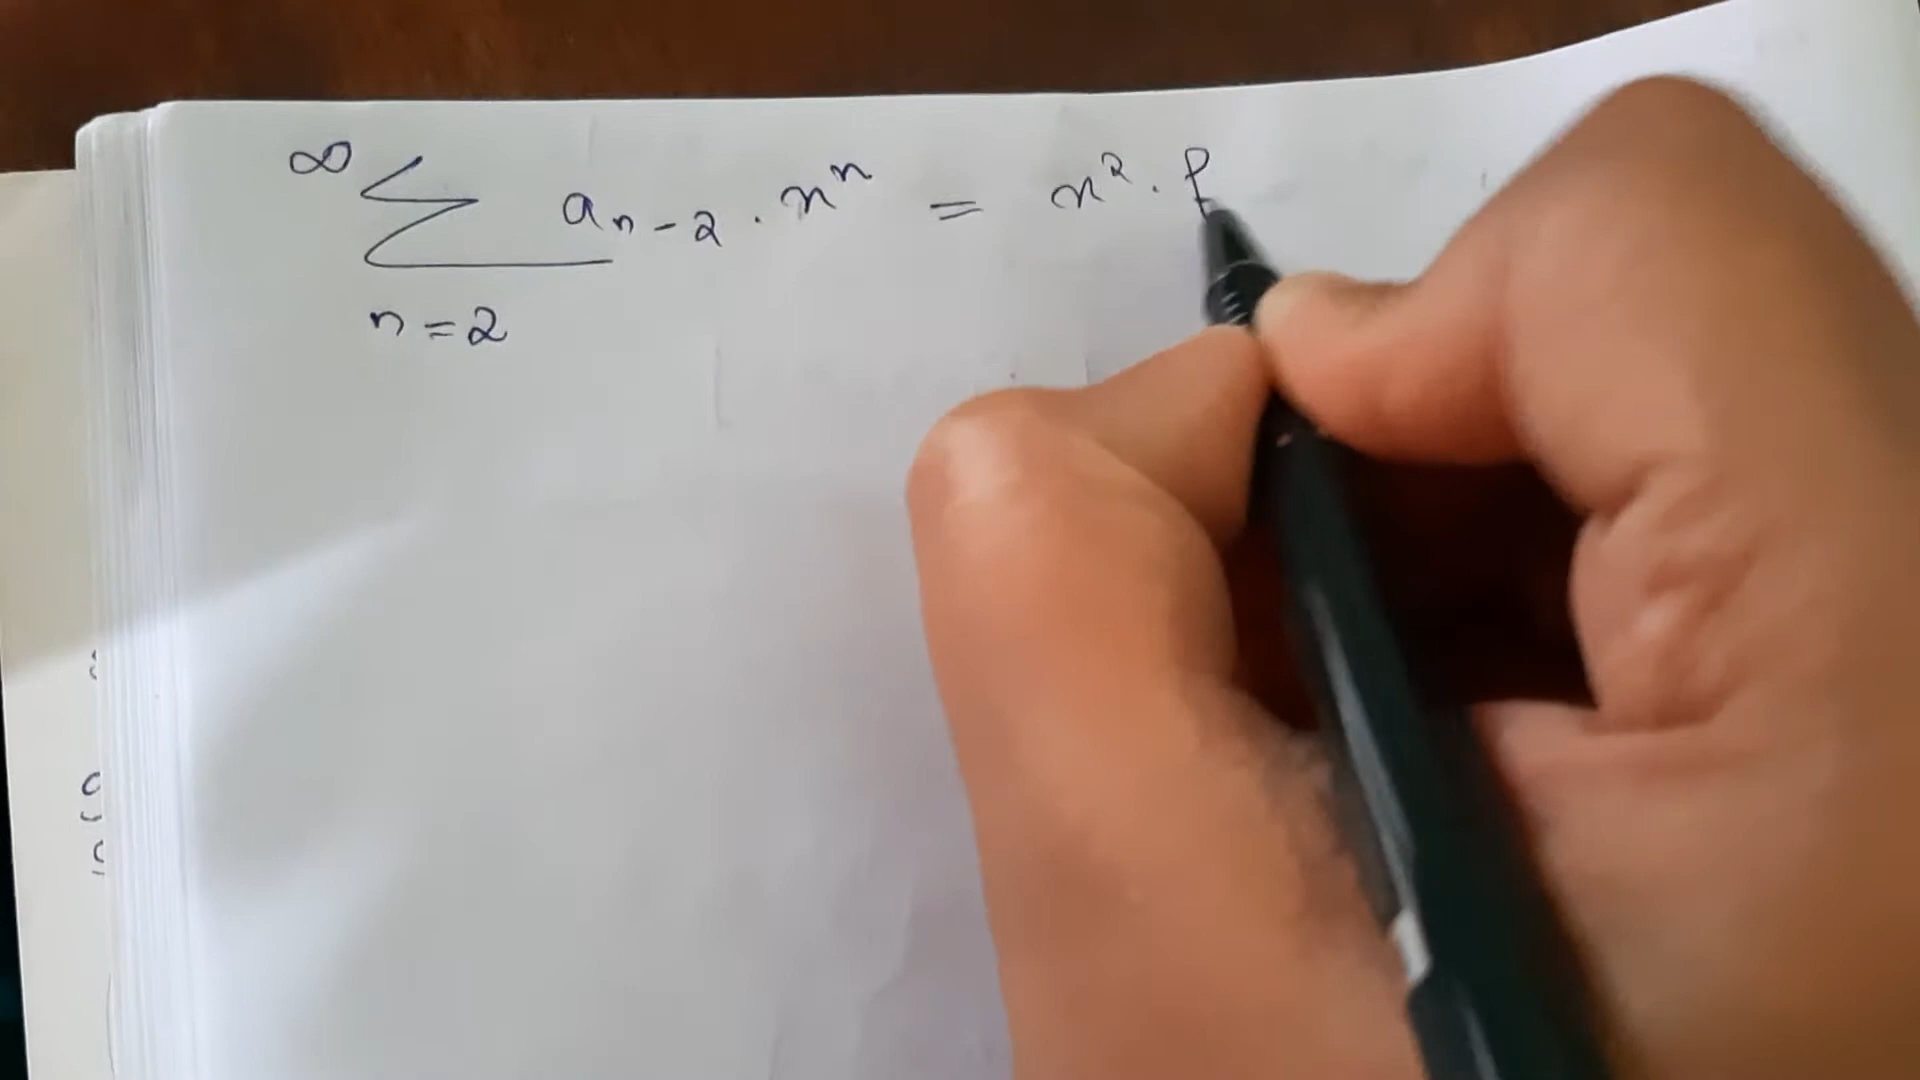 ∞
∑ aₙ₋₂ . xⁿ = x² . f
n = 2